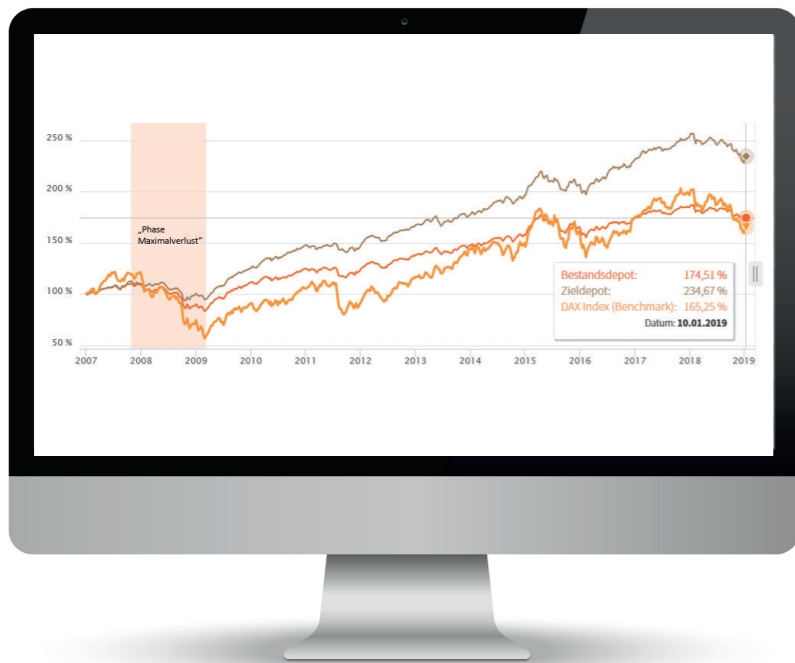 250 %
200 %
„Phase
Maximalverlust"
150 %
100 %
50 %
Bestandsdepot: 174,51 %
Zieldepot: 234,67 %
DAX Index (Benchmark): 165,25 %
Datum: 10.01.2019
2007 2008 2009 2010 2011 2012 2013 2014 2015 2016 2017 2018 2019